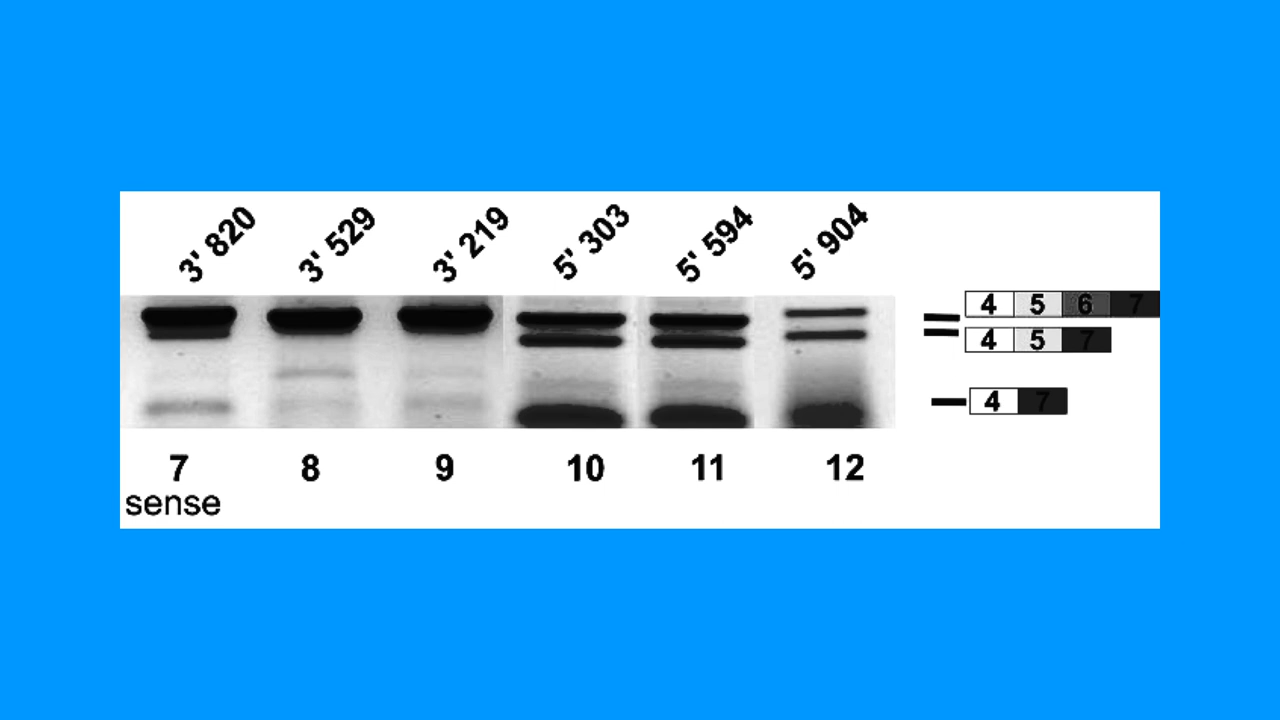 3' 820 3' 529 3' 219 5' 303 5' 594 5' 904
4 5 6 7
4 5 7
4 7
7 8 9 10 11 12
sense